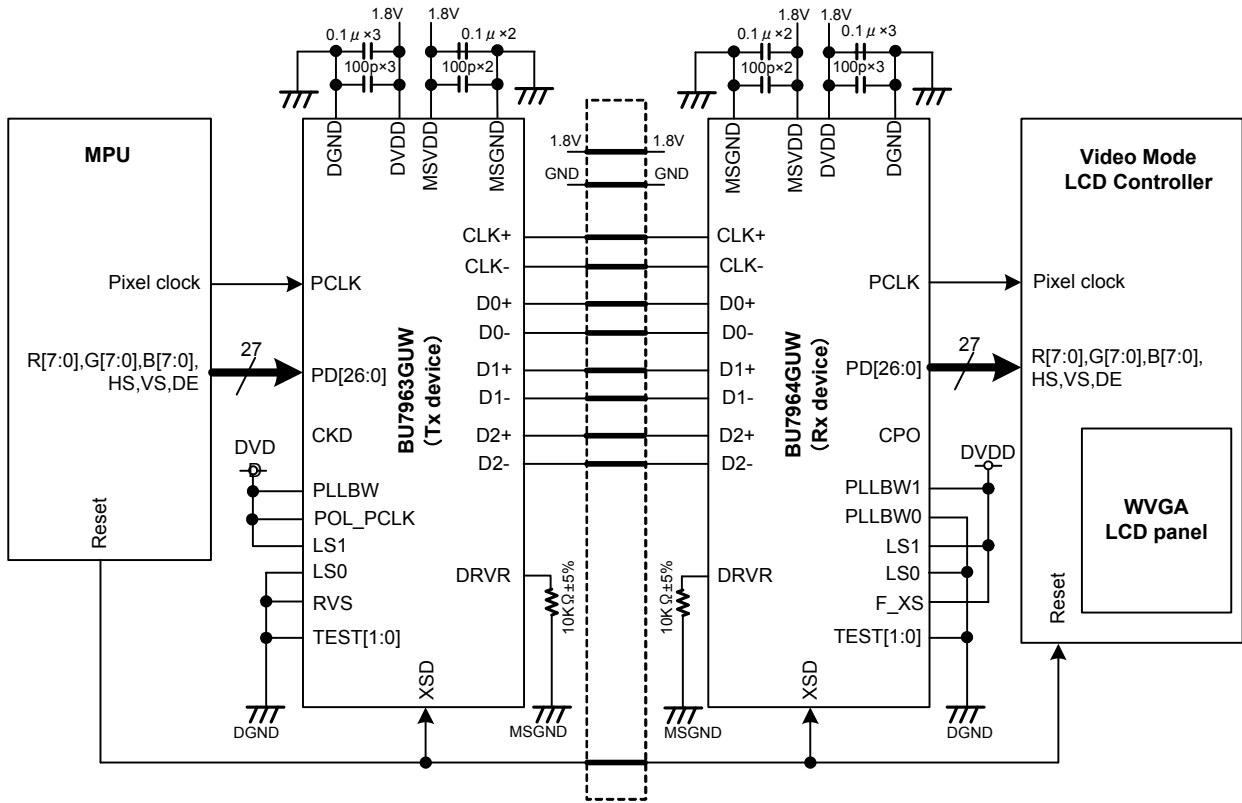 1.8V
1.8V
0.1μ×3
0.1μ×2
0.1μ×2
0.1μ×3
100p×3
100p×2
100p×2
100p×3
DGND
DVDD
MSVDD
MSGND
MSGND
MSVDD
DVDD
DGND
MPU
Video Mode
LCD Controller
1.8V
1.8V
GND
GND
CLK+
CLK+
CLK-
CLK-
Pixel clock
PCLK
PCLK
Pixel clock
D0+
D0+
D0-
D0-
27
27
R[7:0],G[7:0],B[7:0],
HS,VS,DE
PD[26:0]
D1+
D1+
PD[26:0]
R[7:0],G[7:0],B[7:0],
HS,VS,DE
D1-
D1-
BU7963GUW
(Tx device)
BU7964GUW
(Rx device)
CKD
D2+
D2+
CPO
D2-
D2-
DVD
D
DVDD
PLLBW
PLLBW1
POL_PCLK
PLLBW0
LS1
LS1
LS0
LS0
RVS
F_XS
TEST[1:0]
TEST[1:0]
DRVR
DRVR
10KΩ±5%
10KΩ±5%
WVGA
LCD panel
Reset
Reset
XSD
XSD
DGND
MSGND
MSGND
DGND
1.8V
1.8V